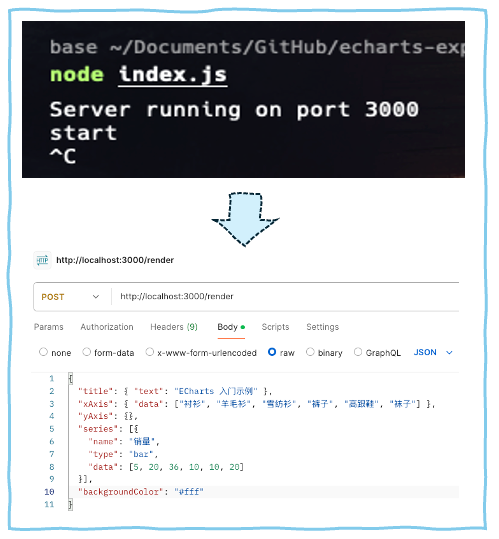 base ~/Documents/GitHub/echarts-exp
node index.js
Server running on port 3000
start
^C
HTTP http://localhost:3000/render
POST http://localhost:3000/render
Params Authorization Headers (9) Body Scripts Settings
none form-data x-www-form-urlencoded raw binary GraphQL JSON
1 {
2 "title": { "text": "ECharts 入门示例" },
3 "xAxis": { "data": ["衬衫", "羊毛衫", "雪纺衫", "裤子", "高跟鞋", "袜子"] },
4 "yAxis": {},
5 "series": [{
6 "name": "销量",
7 "type": "bar",
8 "data": [5, 20, 36, 10, 10, 20]
9 }],
10 "backgroundColor": "#fff"
11 }